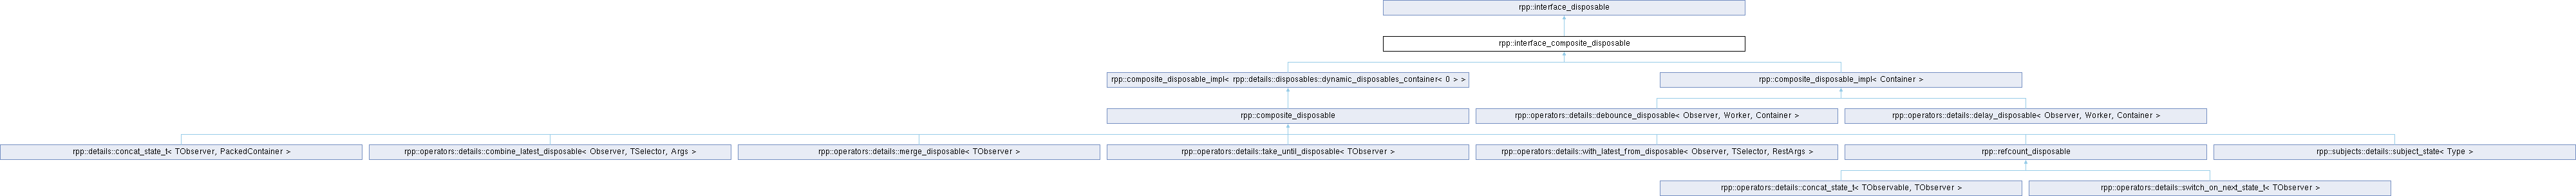 rpp::interface_disposable
rpp::interface_composite_disposable
rpp::composite_disposable_impl< rpp::details::disposables::dynamic_disposables_container< 0 > >
rpp::composite_disposable_impl< Container >
rpp::composite_disposable
rpp::operators::details::debounce_disposable< Observer, Worker, Container >
rpp::operators::details::delay_disposable< Observer, Worker, Container >
rpp::details::concat_state_t< TObserver, PackedContainer >
rpp::operators::details::combine_latest_disposable< Observer, TSelector, Args >
rpp::operators::details::merge_disposable< TObserver >
rpp::operators::details::take_until_disposable< TObserver >
rpp::operators::details::with_latest_from_disposable< Observer, TSelector, RestArgs >
rpp::refcount_disposable
rpp::subjects::details::subject_state< Type >
rpp::operators::details::concat_state_t< TObservable, TObserver >
rpp::operators::details::switch_on_next_state_t< TObserver >